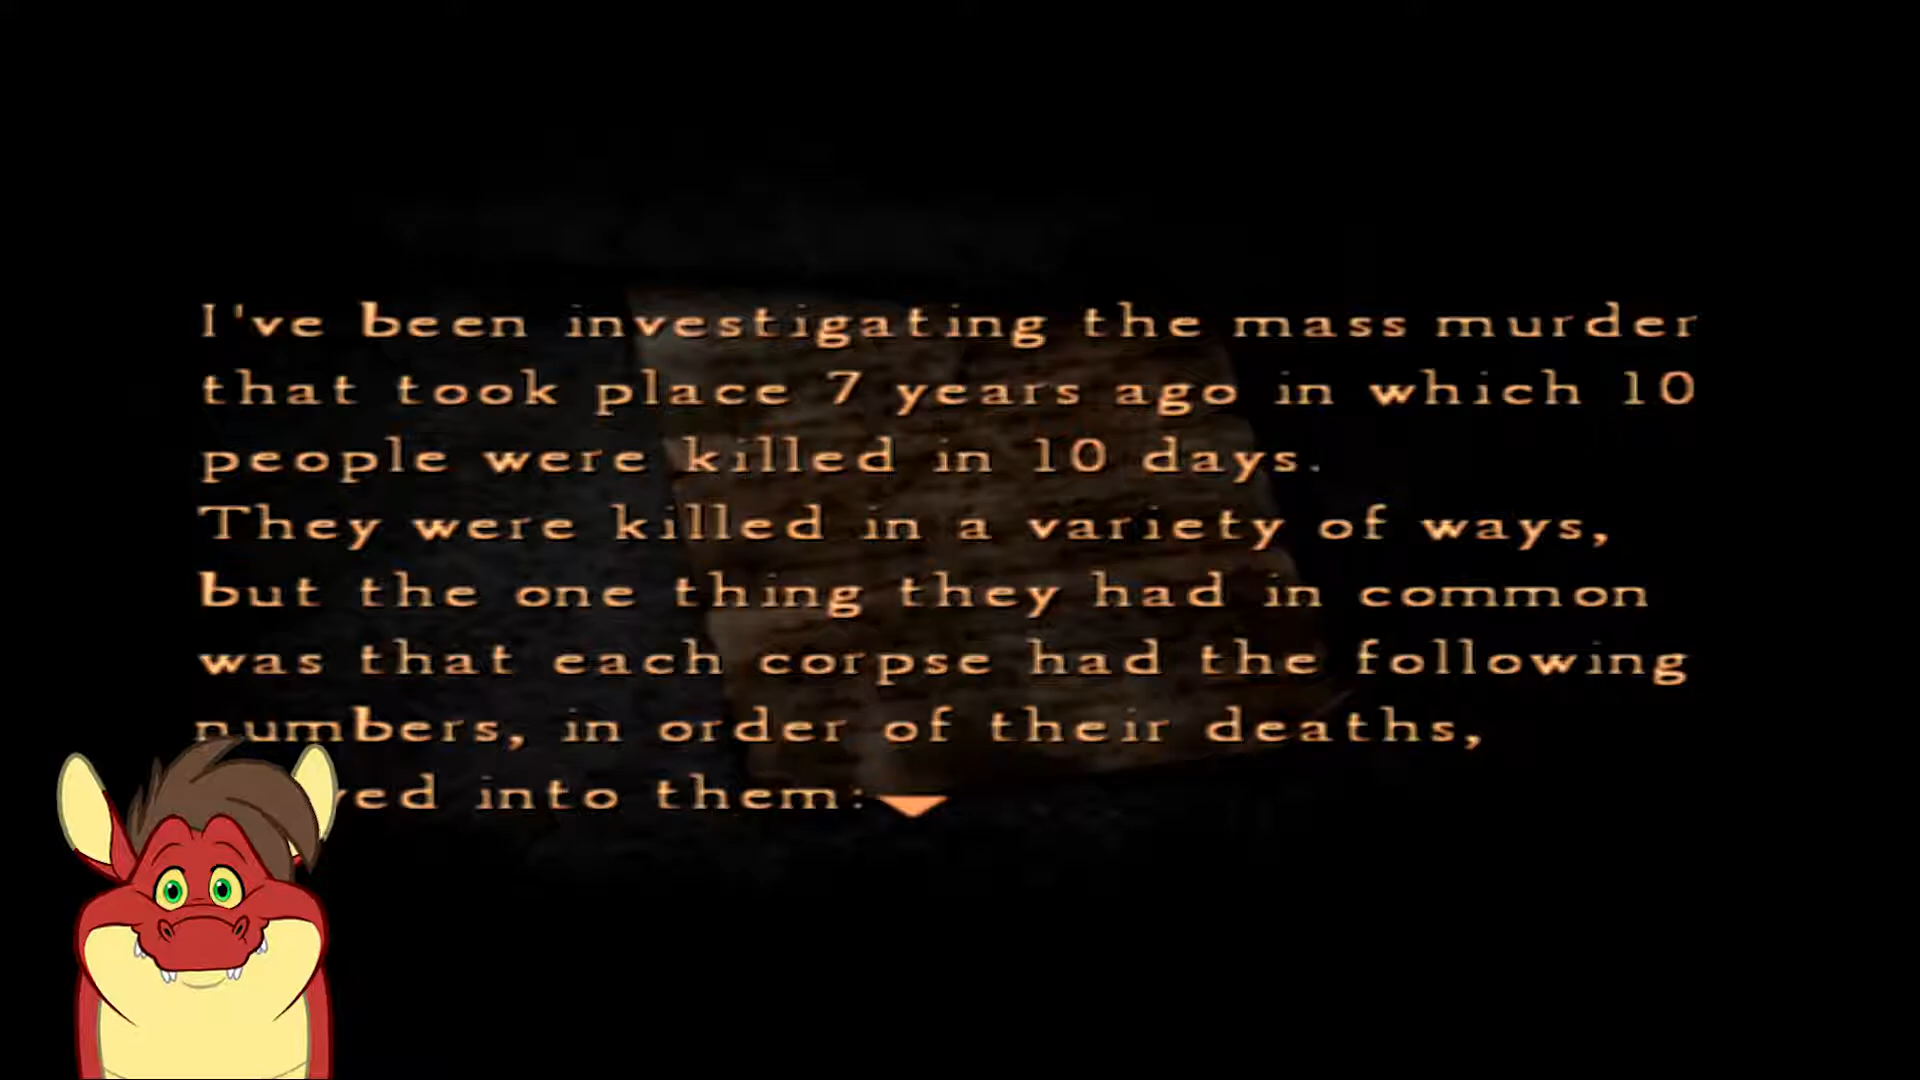 I've been investigating the mass murder
that took place 7 years ago in which 10
people were killed in 10 days.
They were killed in a variety of ways,
but the one thing they had in common
was that each corpse had the following
numbers, in order of their deaths,
into them: